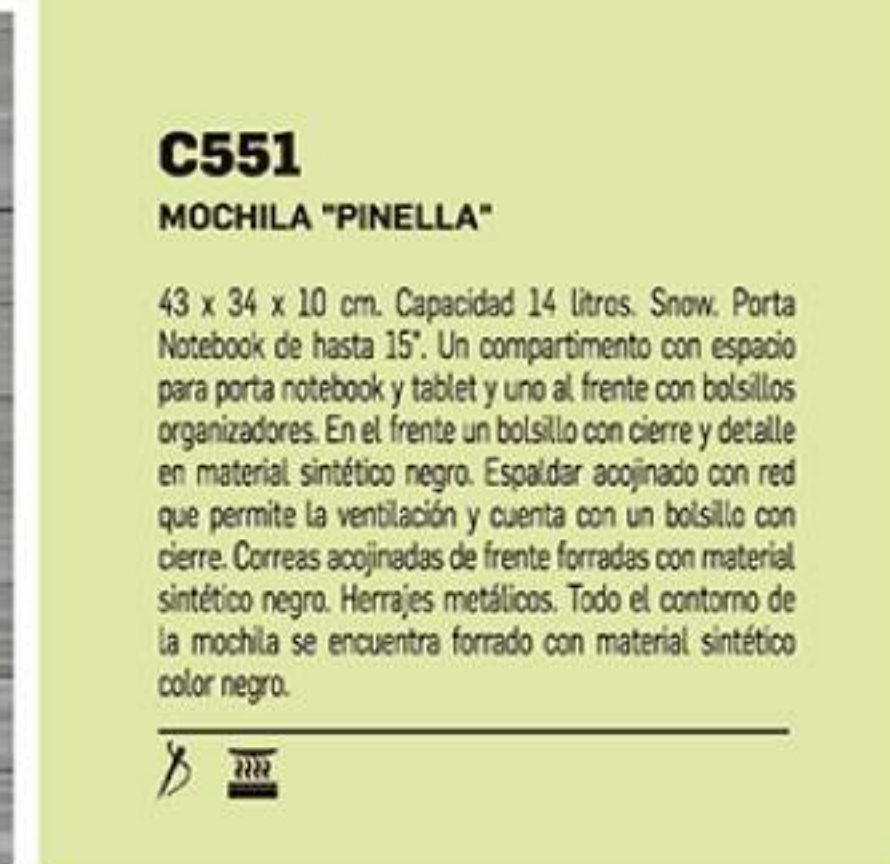 C551
MOCHILA "PINELLA"
43 x 34 x 10 cm. Capacidad 14 litros. Snow. Porta
Notebook de hasta 15". Un compartimento con espacio
para porta notebook y tablet y uno al frente con bolsillos
organizadores. En el frente un bolsillo con cierre y detalle
en material sintético negro. Espaldar acojinado con red
que permite la ventilación y cuenta con un bolsillo con
cierre. Correas acojinadas de frente forradas con material
sintético negro. Herrajes metálicos. Todo el contorno de
la mochila se encuentra forrado con material sintético
color negro.